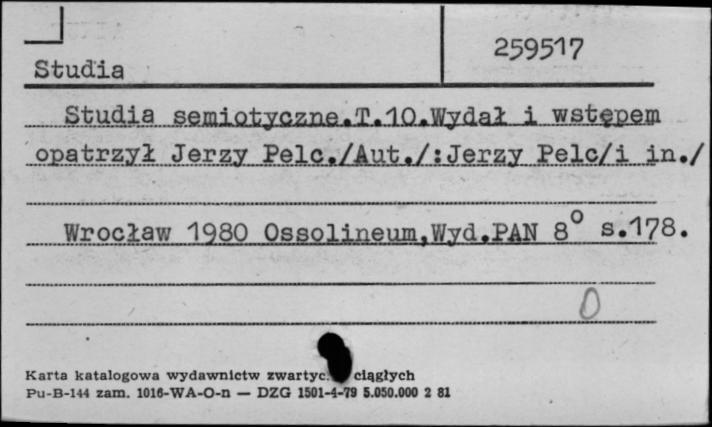 259517
Studia
Studia semiotyczne.T.10.Wydał i wstępem
opatrzył Jerzy Pelc./Aut./:Jerzy Pelc/i in./
Wrocław 1980 Ossolineum,Wyd.PAN 8° s.178.
0
Karta katalogowa wydawnictw zwartyc. ciągłych
Pu-B-144 zam. 1016-WA-O-n — DZG 1501-4-79 5.050.000 2 81